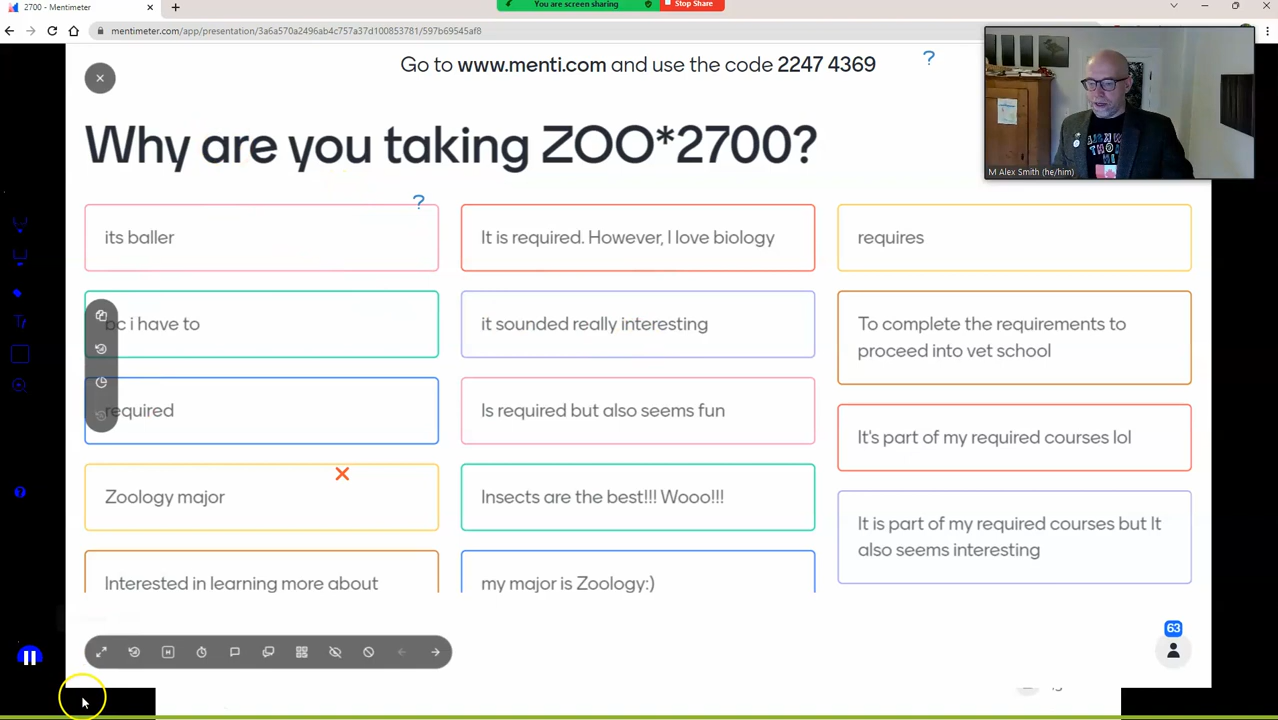 2700 - Mentimeter
You are screen sharing
Stop Share
mentimeter.com/app/presentation/3a6a570a2496ab4c757a37d100853781/597b69545af8
Go to www.menti.com and use the code 2247 4369
?
M Alex Smith (he/him)
Why are you taking ZOO*2700?
?
its baller
bc i have to
required
Zoology major
Interested in learning more about
It is required. However, I love biology
it sounded really interesting
Is required but also seems fun
Insects are the best!!! Wooo!!!
my major is Zoology:)
requires
To complete the requirements to
proceed into vet school
It's part of my required courses lol
It is part of my required courses but It
also seems interesting
63